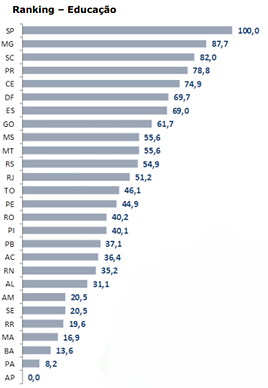 Ranking – Educação
SP 100,0
MG 87,7
SC 82,0
PR 78,8
CE 74,9
DF 69,7
ES 69,0
GO 61,7
MS 55,6
MT 55,6
RS 54,9
RJ 51,2
TO 46,1
PE 44,9
RO 40,2
PI 40,1
PB 37,1
AC 36,4
RN 35,2
AL 31,1
AM 20,5
SE 20,5
RR 19,6
MA 16,9
BA 13,6
PA 8,2
AP 0,0